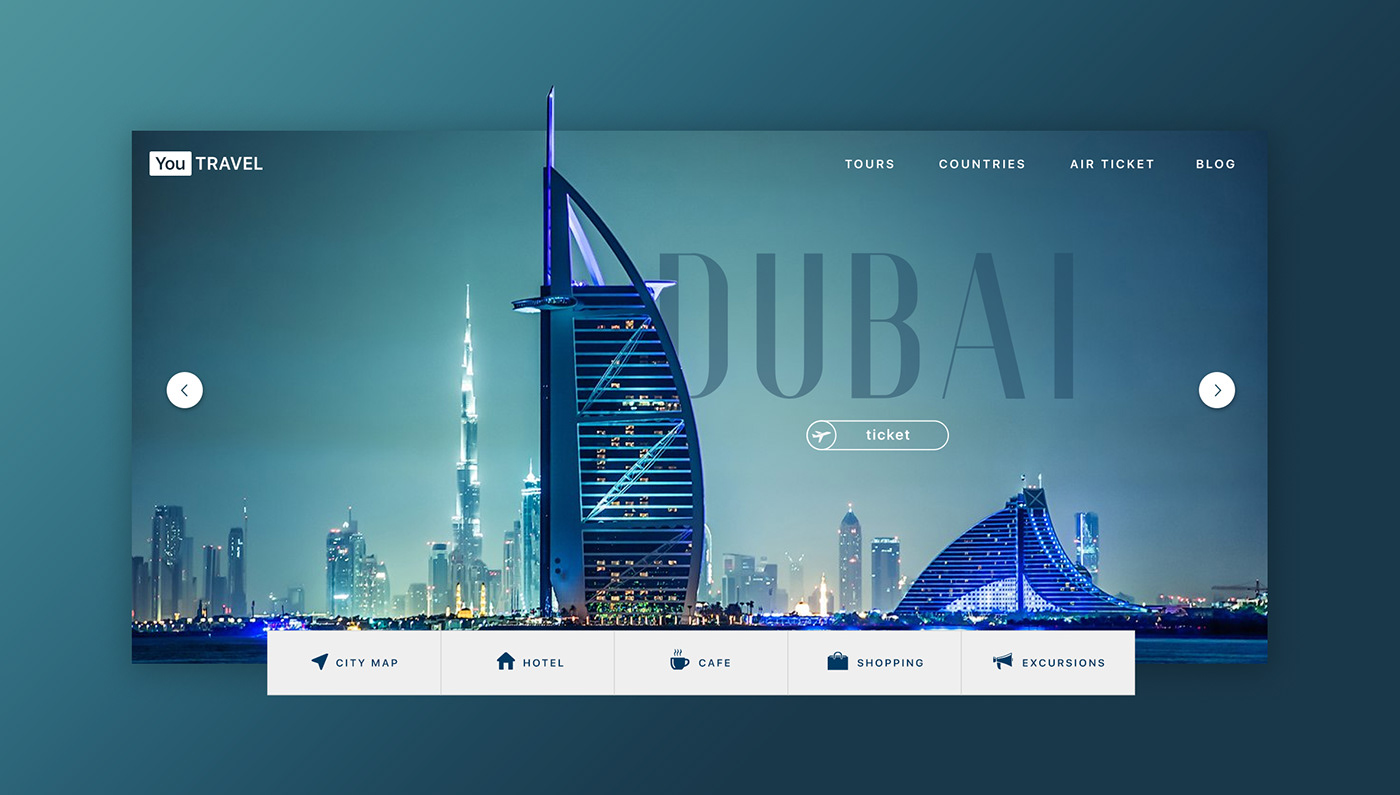 You TRAVEL
TOURS COUNTRIES AIR TICKET BLOG
DUBAI
ticket
CITY MAP HOTEL CAFE SHOPPING EXCURSIONS